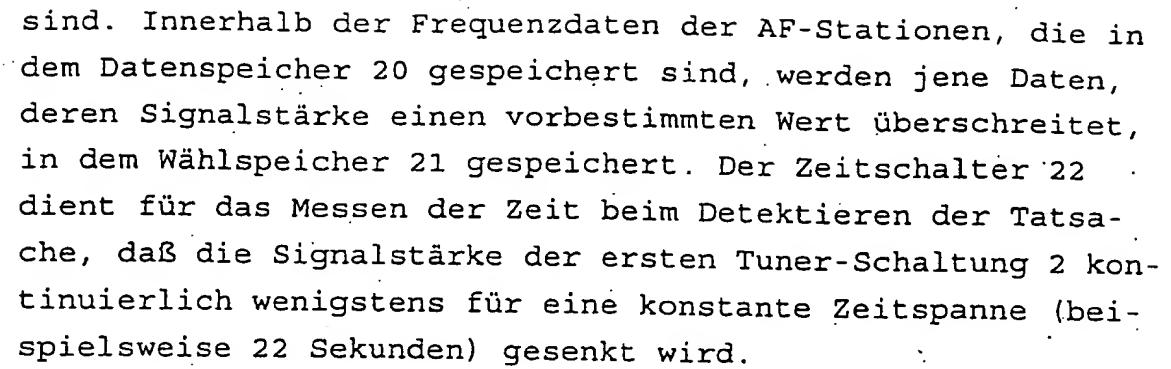 sind. Innerhalb der Frequenzdaten der AF-Stationen, die in
dem Datenspeicher 20 gespeichert sind, werden jene Daten,
deren Signalstärke einen vorbestimmten Wert überschreitet,
in dem Wählspeicher 21 gespeichert. Der Zeitschalter 22
dient für das Messen der Zeit beim Detektieren der Tatsa-
che, daß die Signalstärke der ersten Tuner-Schaltung 2 kon-
tinuierlich wenigstens für eine konstante Zeitspanne (bei-
spielsweise 22 Sekunden) gesenkt wird.